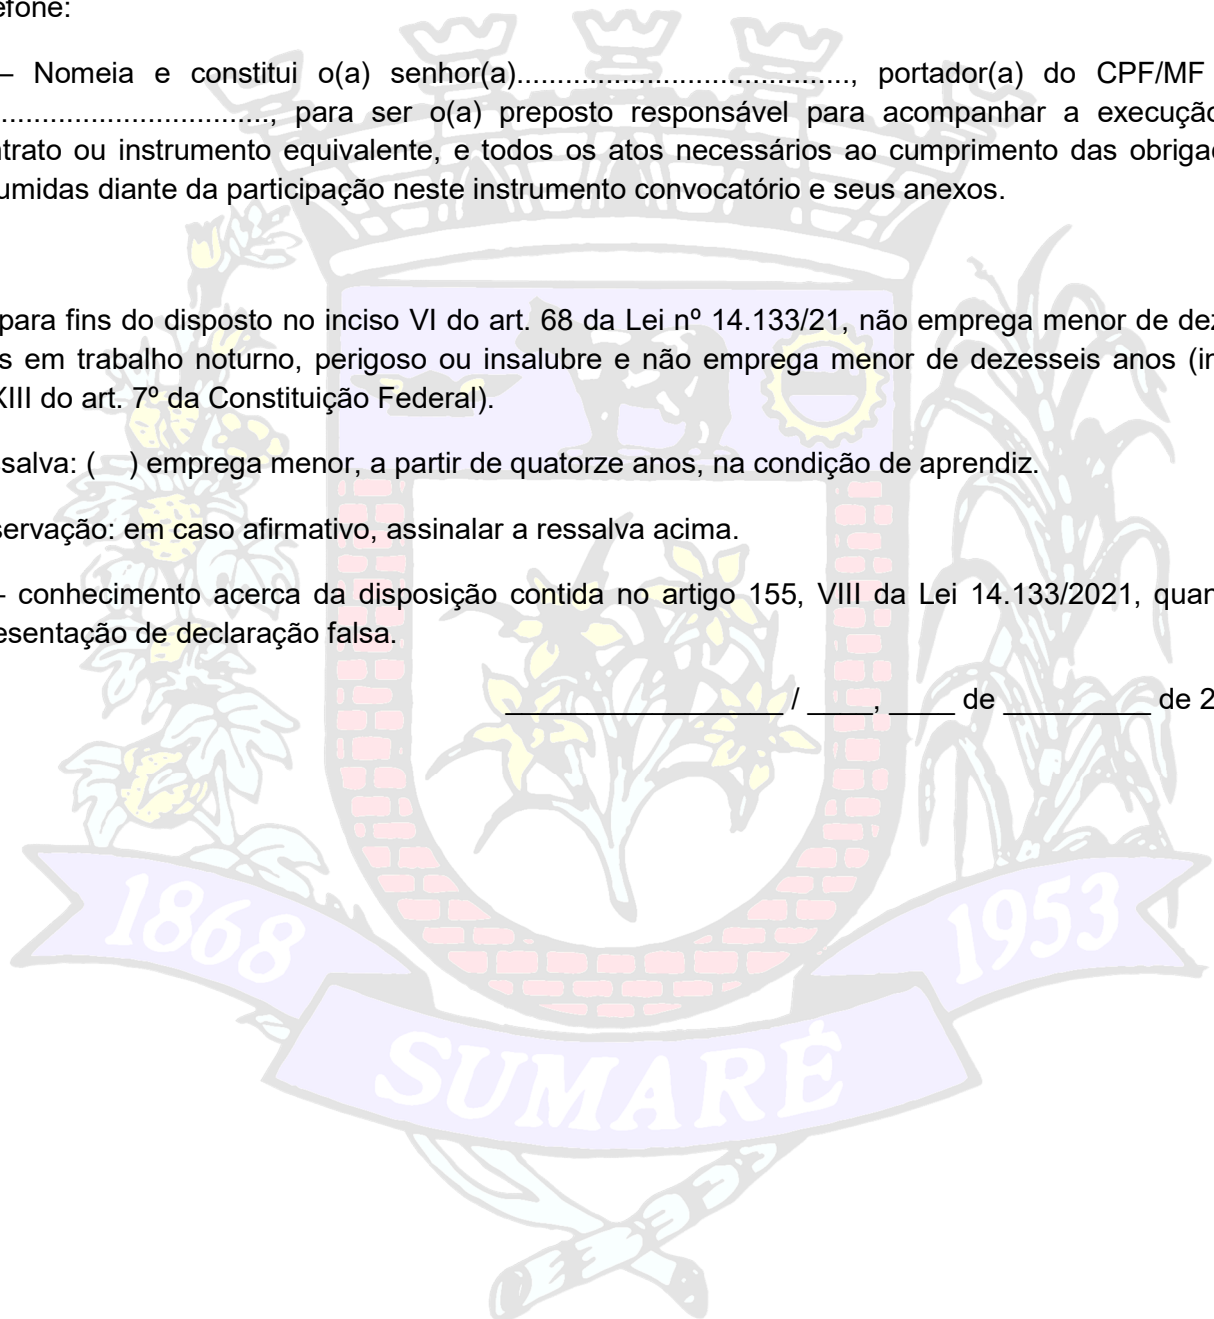 efone:
– Nomeia e constitui o(a) senhor(a)........................................, portador(a) do CPF/MF
................................, para ser o(a) preposto responsável para acompanhar a execução
ntrato ou instrumento equivalente, e todos os atos necessários ao cumprimento das obrigaç
umidas diante da participação neste instrumento convocatório e seus anexos.
para fins do disposto no inciso VI do art. 68 da Lei nº 14.133/21, não emprega menor de dez
s em trabalho noturno, perigoso ou insalubre e não emprega menor de dezesseis anos (in
XIII do art. 7º da Constituição Federal).
ssalva: (    ) emprega menor, a partir de quatorze anos, na condição de aprendiz.
servação: em caso afirmativo, assinalar a ressalva acima.
- conhecimento acerca da disposição contida no artigo 155, VIII da Lei 14.133/2021, quan
esentação de declaração falsa.
_________________ / ____, ____ de _________ de 2
1868
1953
SUMARÉ